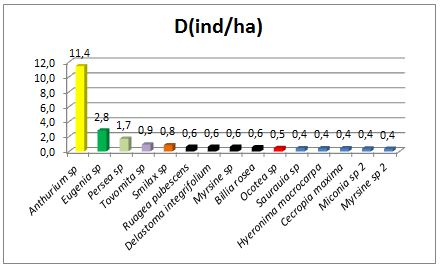 D(ind/ha)
12,0
10,0
8,0
6,0
4,0
2,0
0,0
11,4
2,8
1,7
0,9
0,8
0,6
0,6
0,6
0,6
0,5
0,4
0,4
0,4
0,4
0,4
Anthurium sp
Eugenia sp
Persea sp
Tovomita sp
Smilax sp
Ruagea pubescens
Delastoma integrifolium
Myrsine sp
Bllia rosea
Ocotea sp
Saurauia sp
Hyeronima macrocarpa
Cecropia maxima
Miconia sp 2
Myrsine sp 2